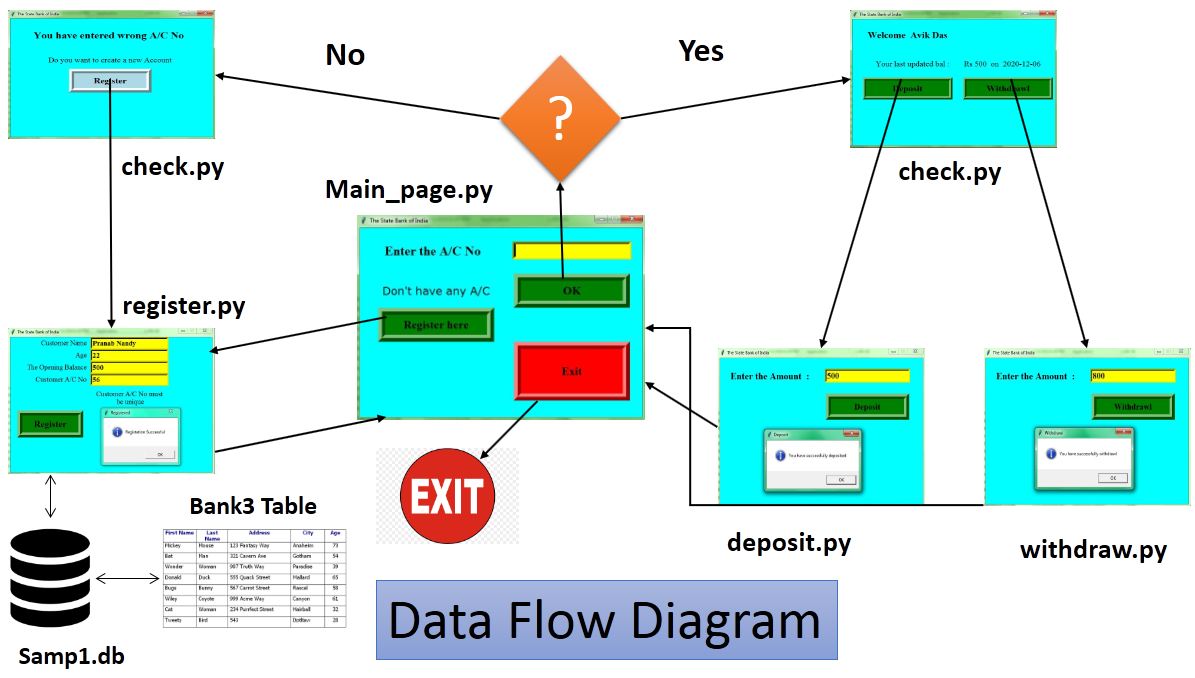 The State Bank of India
You have entered wrong A/C No
Do you want to create a new Account
Register
check.py
No
?
Yes
The State Bank of India
Welcome Avik Das
Your last updated bal : Rs 500 on 2020-12-06
Deposit
Withdrawl
check.py
Main_page.py
The State Bank of India
Enter the A/C No
Don't have any A/C
OK
Register here
Exit
EXIT
register.py
The State Bank of India
Customer Name Pranab Nandy
Age 22
The Opening Balance 500
Customer A/C No 56
Customer A/C No must
be unique
Register
Registered
Registration Successful
OK
The State Bank of India
Enter the Amount : 500
Deposit
Deposit
You have successfully deposited
OK
deposit.py
The State Bank of India
Enter the Amount : 800
Withdrawl
Withdrawl
You have successfully withdrawl
OK
withdraw.py
Bank3 Table
First Name Last Name Address City Age
Mickey Mouse 123 Fantasy Way Anaheim 73
Bat Man 321 Cavern Ave Gotham 54
Wonder Woman 987 Truth Way Paradise 39
Donald Duck 555 Quack Street Mallard 65
Bugs Bunny 567 Carrot Street Rascal 58
Wiley Coyote 999 Acme Way Canyon 61
Cat Woman 234 Purrfect Street Hairball 32
Tweety Bird 543 28
Samp1.db
Data Flow Diagram